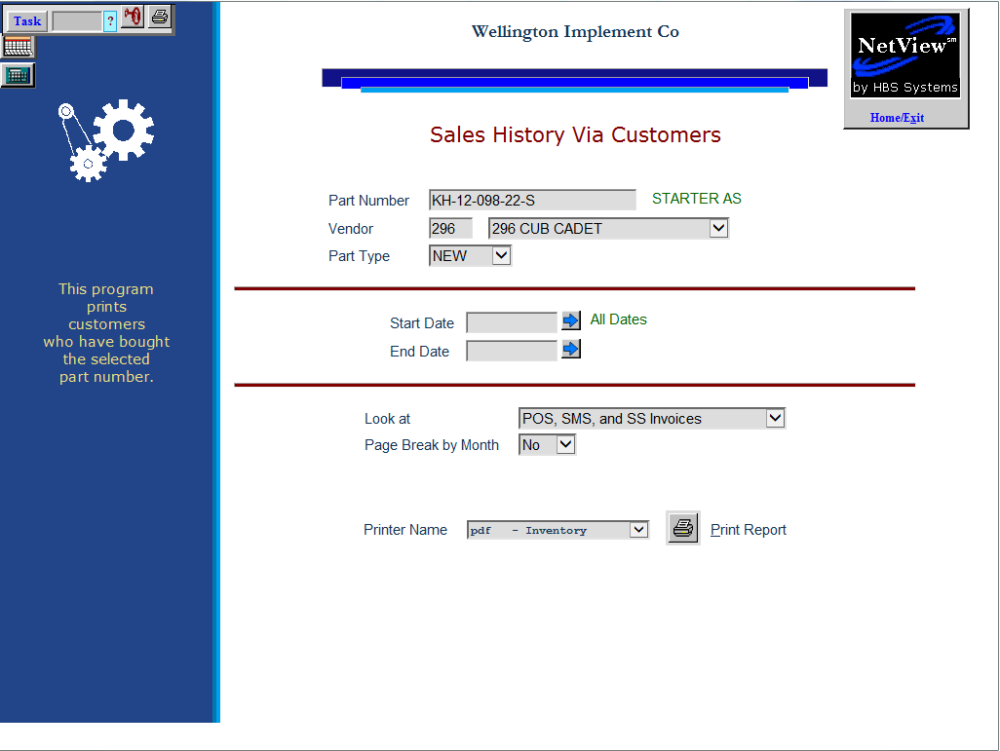 Task ?
Wellington Implement Co
NetView℠
by HBS Systems
Home/Exit
Sales History Via Customers
Part Number KH-12-098-22-S STARTER AS
Vendor 296 296 CUB CADET
Part Type NEW
This program
prints
customers
who have bought
the selected
part number.
Start Date All Dates
End Date
Look at POS, SMS, and SS Invoices
Page Break by Month No
Printer Name pdf - Inventory Print Report